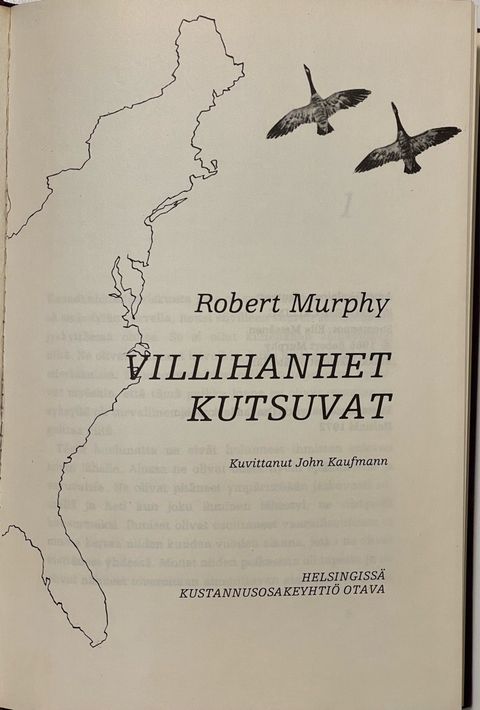 Robert Murphy
VILLIHANHET
KUTSUVAT
Kuvittanut John Kaufmann
HELSINGISSÄ
KUSTANNUSOSAKEYHTIÖ OTAVA